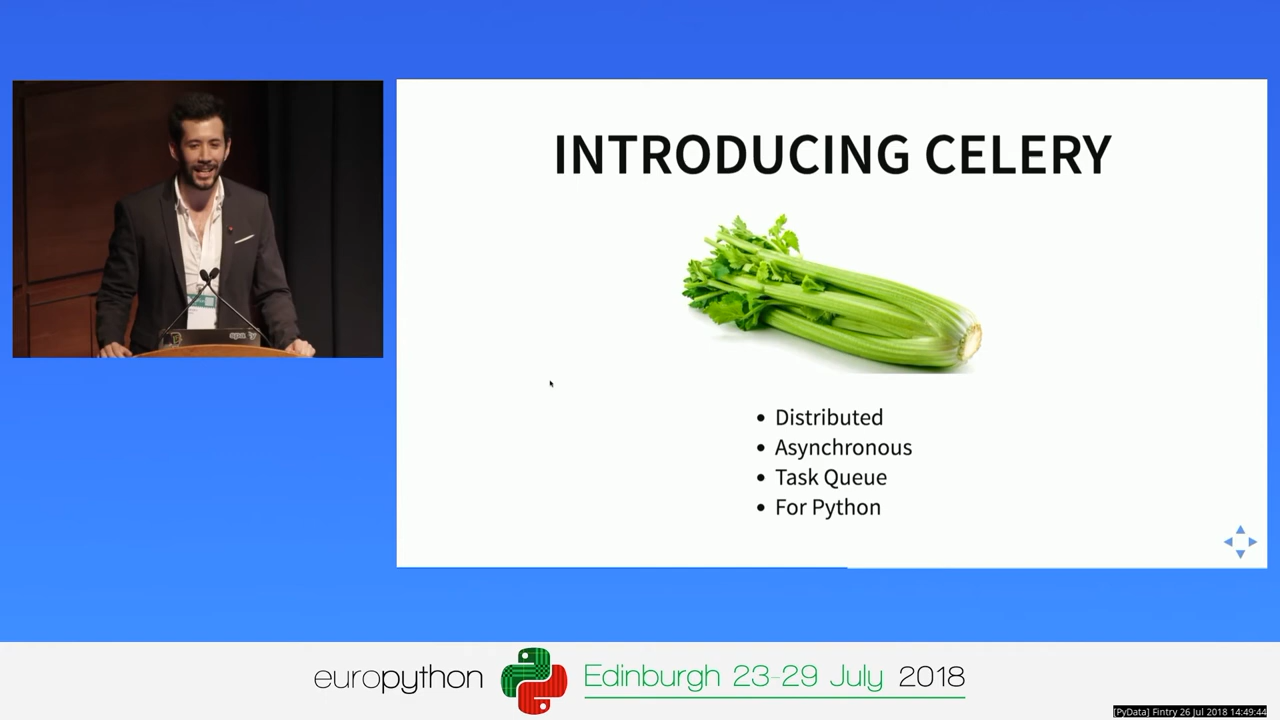 INTRODUCING CELERY
Distributed
Asynchronous
Task Queue
For Python
europython
Edinburgh 23-29 July 2018
[PyData] Fintry 26 Jul 2018 14:49:44